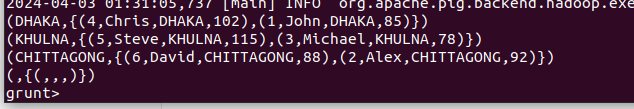 2024-04-03 01:31:05,737 [main] INFO  org.apache.pig.backend.hadoop.exe
(DHAKA,{(4,Chris,DHAKA,102),(1,John,DHAKA,85)})
(KHULNA,{(5,Steve,KHULNA,115),(3,Michael,KHULNA,78)})
(CHITTAGONG,{(6,David,CHITTAGONG,88),(2,Alex,CHITTAGONG,92)})
(,{(,,,)})
grunt>